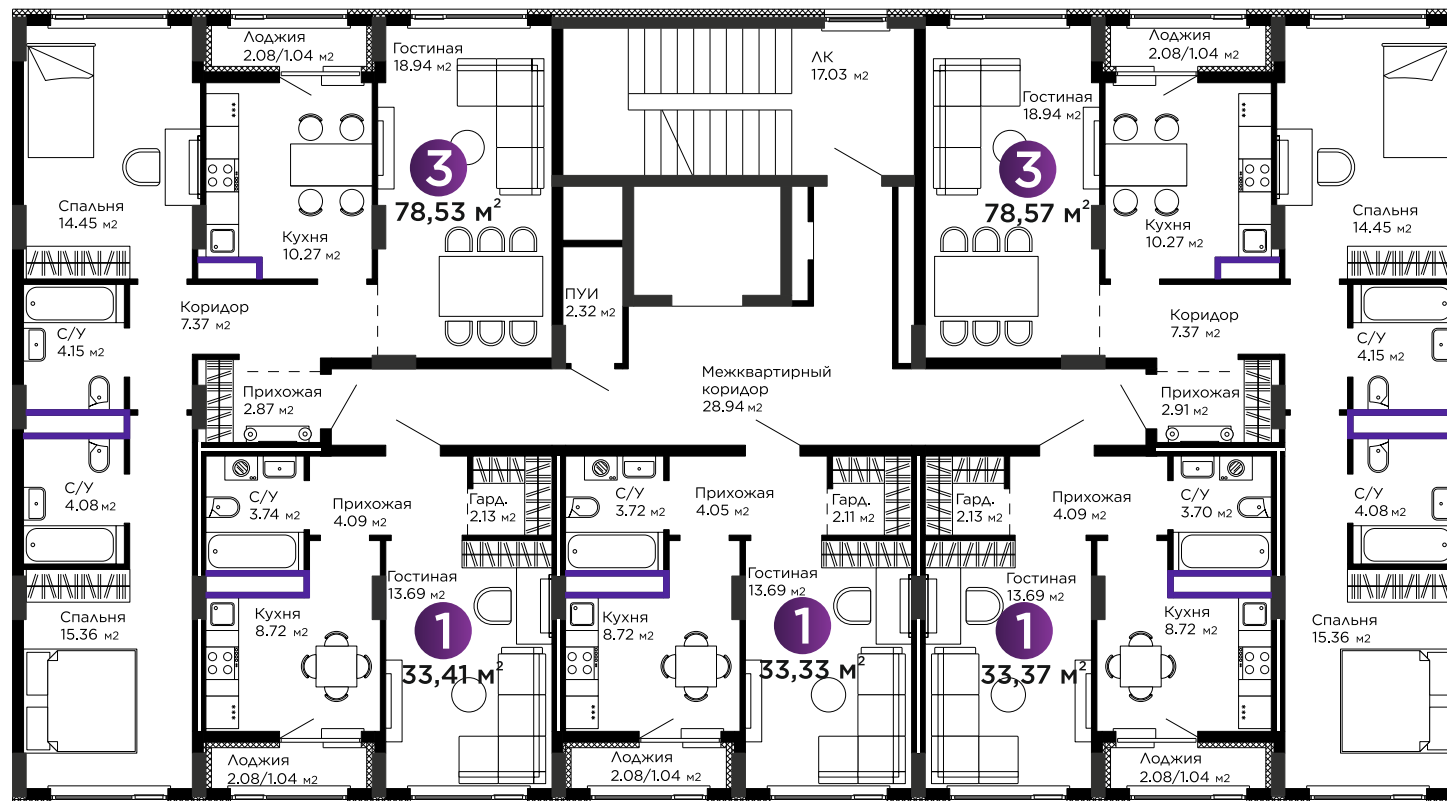 Лоджия
2.08/1.04 м2
Гостиная
18.94 м2
ЛК
17.03 м2
Гостиная
18.94 м2
Лоджия
2.08/1.04 м2
3
78,53 м²
3
78,57 м²
Спальня
14.45 м2
Кухня
10.27 м2
Кухня
10.27 м2
Спальня
14.45 м2
Коридор
7.37 м2
ПУИ
2.32 м2
Коридор
7.37 м2
С/У
4.15 м2
С/У
4.15 м2
Прихожая
2.87 м2
Межквартирный
коридор
28.94 м2
Прихожая
2.91 м2
С/У
4.08 м2
С/У
3.74 м2
Прихожая
4.09 м2
Гард.
2.13 м2
С/У
3.72 м2
Прихожая
4.05 м2
Гард.
2.11 м2
Гард.
2.13 м2
Прихожая
4.09 м2
С/У
3.70 м2
С/У
4.08 м2
Гостиная
13.69 м2
Гостиная
13.69 м2
Гостиная
13.69 м2
Спальня
15.36 м2
Кухня
8.72 м2
1
33,41 м²
Кухня
8.72 м2
1
33,33 м²
1
33,37 м²
Кухня
8.72 м2
Спальня
15.36 м2
Лоджия
2.08/1.04 м2
Лоджия
2.08/1.04 м2
Лоджия
2.08/1.04 м2